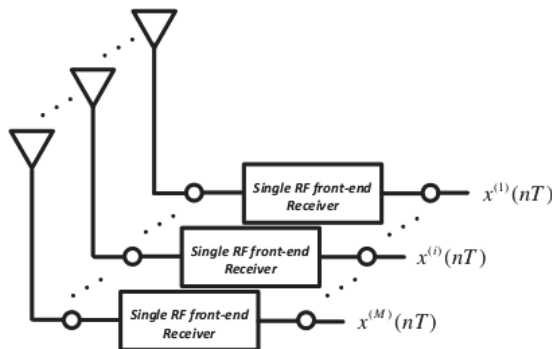 Single RF front-end
Receiver
x^{(1)}(nT)
Single RF front-end
Receiver
x^{(i)}(nT)
Single RF front-end
Receiver
x^{(M)}(nT)